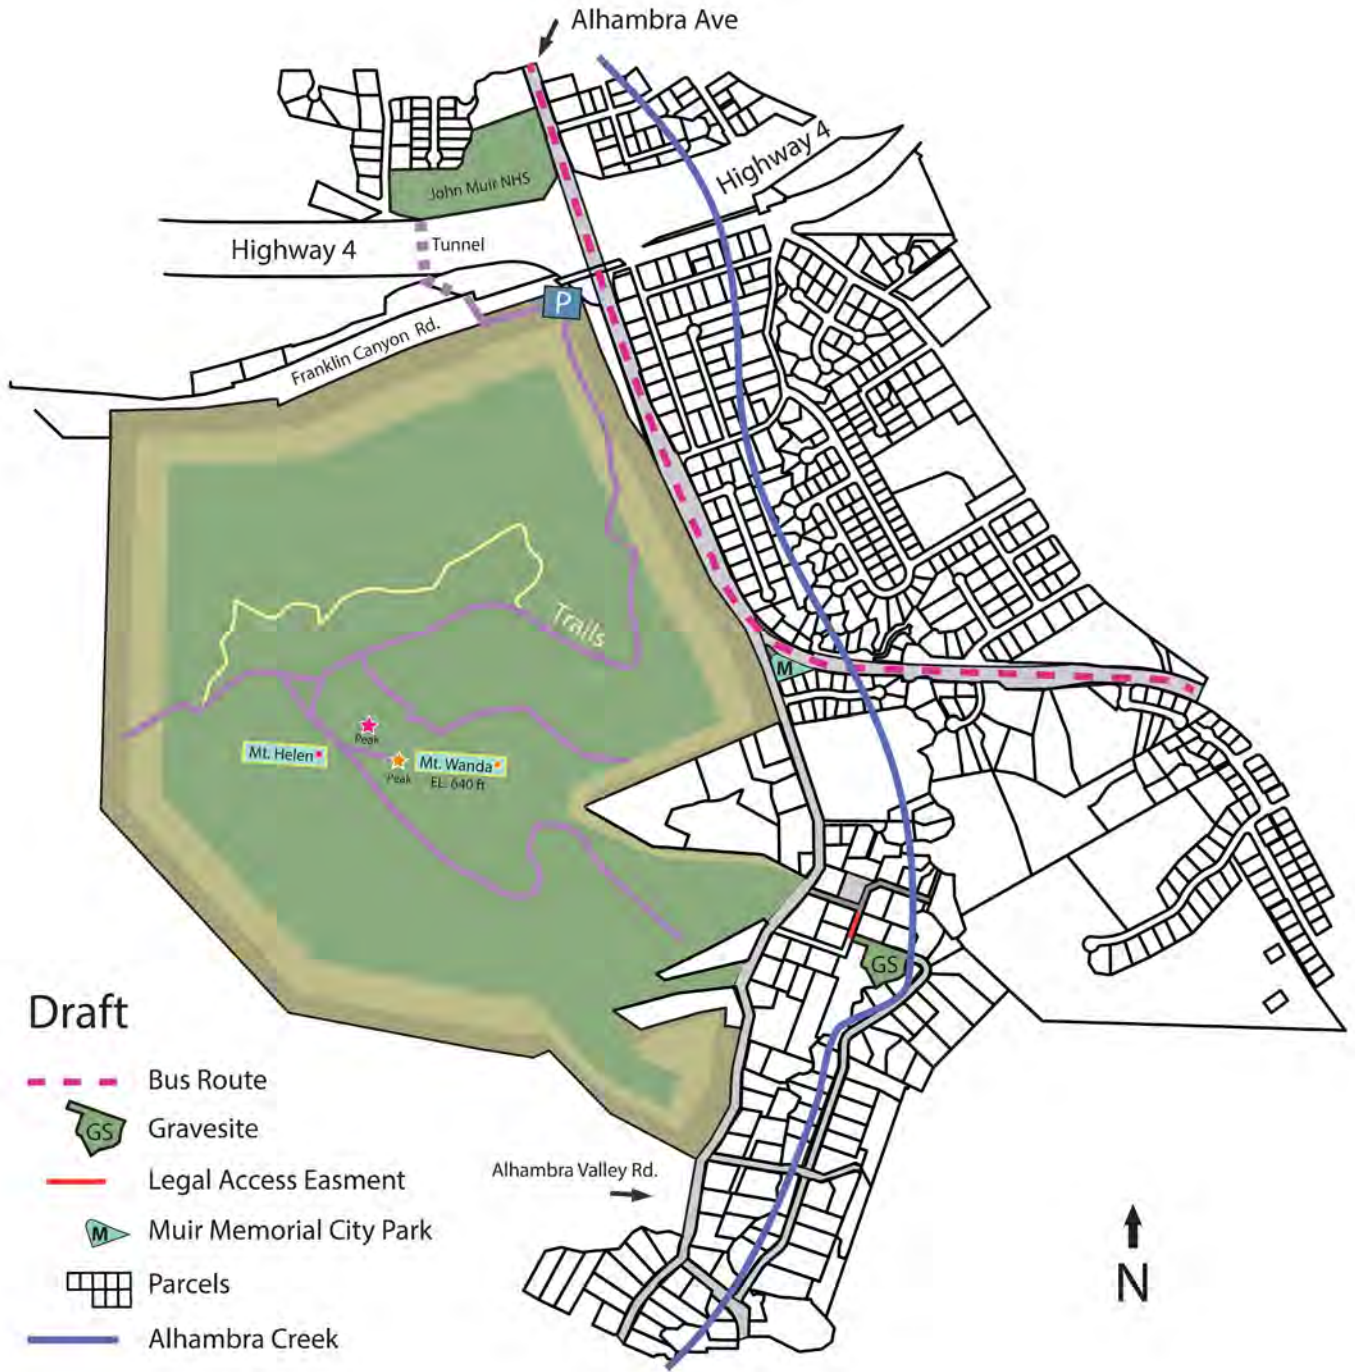 Alhambra Ave
Highway 4
John Muir NHS
Highway 4
Tunnel
P
Franklin Canyon Rd.
Trails
M
Peak
Mt. Helen
Peak
Mt. Wanda
EL. 640 ft
GS
Draft
Bus Route
GS
Gravesite
Legal Access Easment
M
Muir Memorial City Park
Parcels
Alhambra Creek
Alhambra Valley Rd.
N